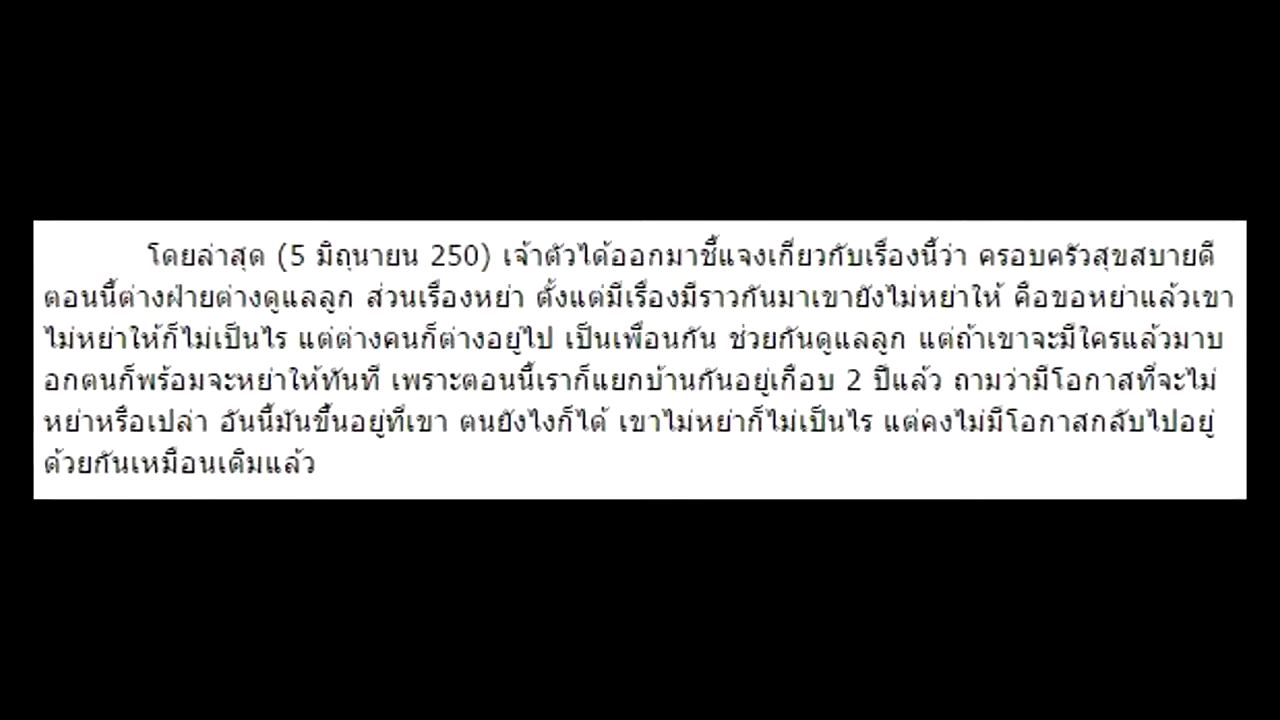 โดยล่าสุด (5 มิถุนายน 250) เจ้าตัวได้ออกมาชี้แจงเกี่ยวกับเรื่องนี้ว่า ครอบครัวสุขสบายดี
ตอนนี้ต่างฝ่ายต่างดูแลลูก ส่วนเรื่องหย่า ตั้งแต่มีเรื่องมีราวกันมาเขายังไม่หย่าให้ คือขอหย่าแล้วเขา
ไม่หย่าให้ก็ไม่เป็นไร แต่ต่างคนก็ต่างอยู่ไป เป็นเพื่อนกัน ช่วยกันดูแลลูก แต่ถ้าเขาจะมีใครแล้วมาบ
อกตนก็พร้อมจะหย่าให้ทันที เพราะตอนนี้เราก็แยกบ้านกันอยู่เกือบ 2 ปีแล้ว ถามว่ามีโอกาสที่จะไม่
หย่าหรือเปล่า อันนี้มันขึ้นอยู่ที่เขา ตนยังไงก็ได้ เขาไม่หย่าก็ไม่เป็นไร แต่คงไม่มีโอกาสกลับไปอยู่
ด้วยกันเหมือนเดิมแล้ว